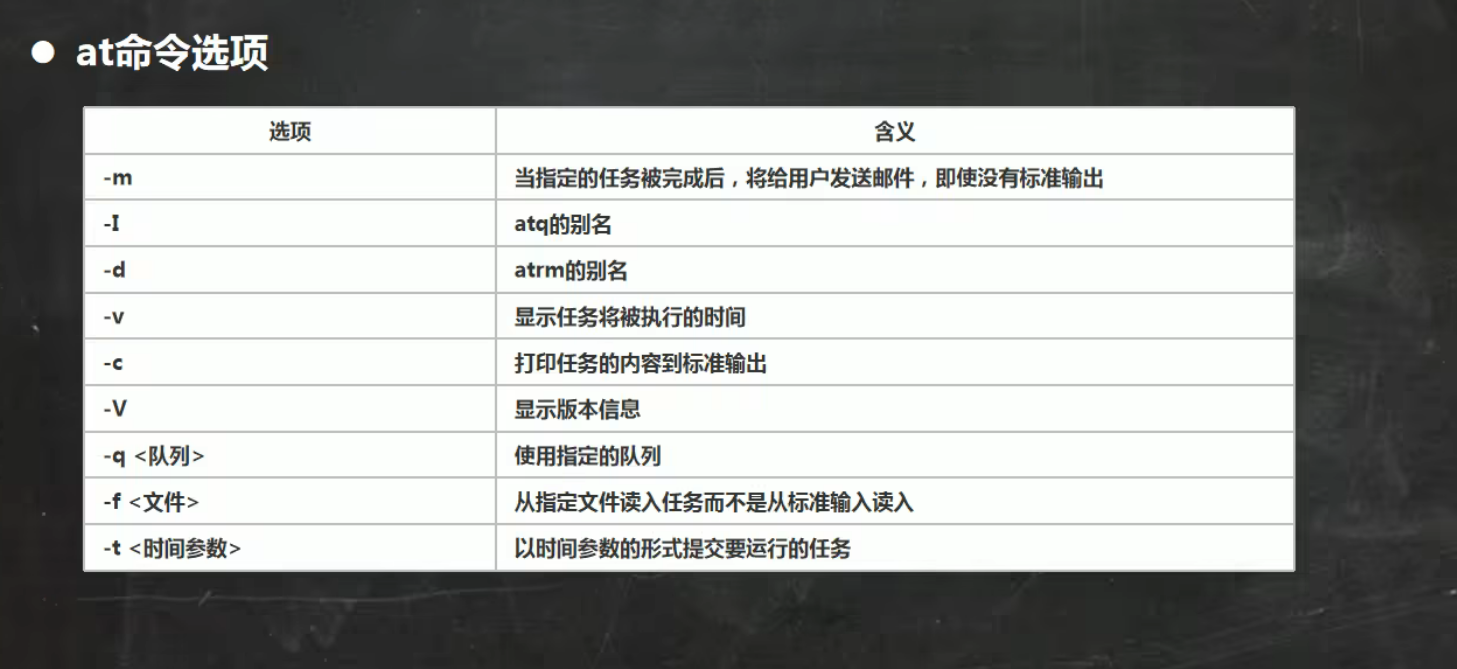 ● at命令选项
选项 含义
-m 当指定的任务被完成后，将给用户发送邮件，即使没有标准输出
-I atq的别名
-d atrm的别名
-v 显示任务将被执行的时间
-c 打印任务的内容到标准输出
-V 显示版本信息
-q <队列> 使用指定的队列
-f <文件> 从指定文件读入任务而不是从标准输入读入
-t <时间参数> 以时间参数的形式提交要运行的任务